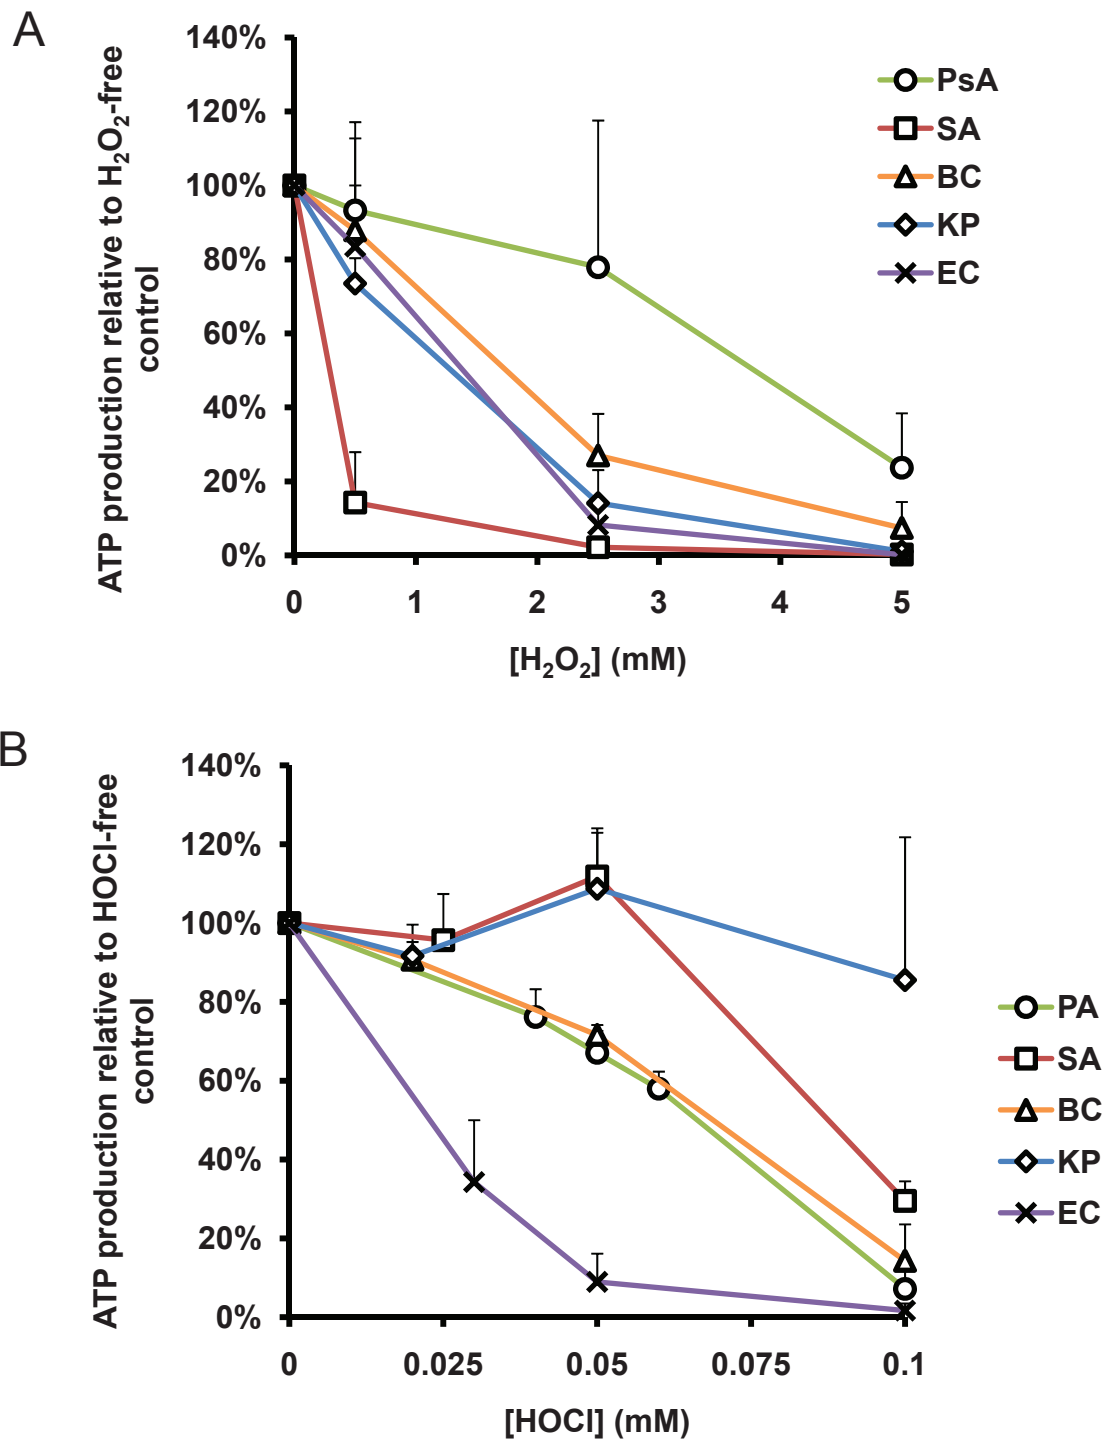 A
140%
120%
100%
80%
60%
40%
20%
0%
ATP production relative to H₂O₂-free
control
0 1 2 3 4 5
[H₂O₂] (mM)
PsA
SA
BC
KP
EC
B
140%
120%
100%
80%
60%
40%
20%
0%
ATP production relative to HOCl-free
control
0 0.025 0.05 0.075 0.1
[HOCl] (mM)
PA
SA
BC
KP
EC